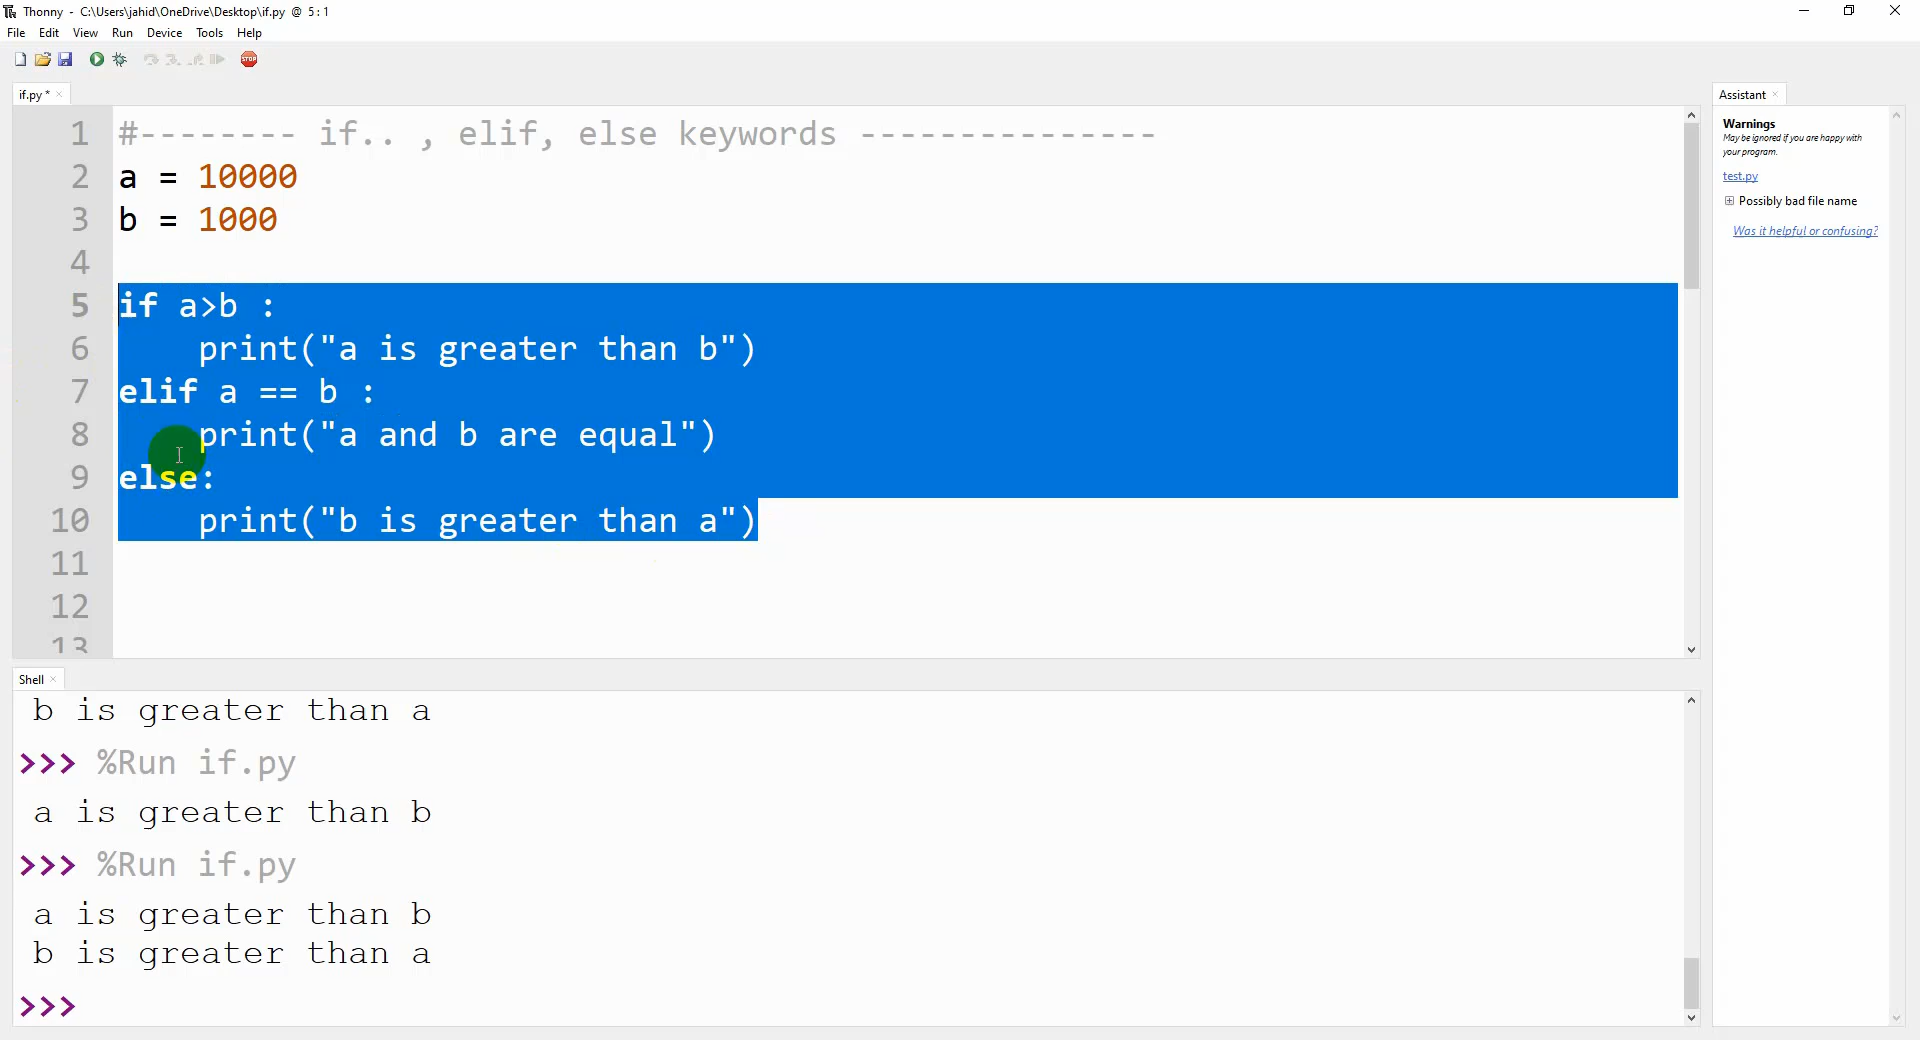 Thonny - C:\Users\jahid\OneDrive\Desktop\if.py @ 5 : 1
File Edit View Run Device Tools Help
STOP
if.py * ×
1 #-------- if.. , elif, else keywords ---------------
2 a = 10000
3 b = 1000
4
5 if a>b :
6     print("a is greater than b")
7 elif a == b :
8     print("a and b are equal")
9 else:
10     print("b is greater than a")
11
12
13
Shell ×
b is greater than a
>>> %Run if.py
a is greater than b
>>> %Run if.py
a is greater than b
b is greater than a
>>>
Assistant ×
Warnings
May be ignored if you are happy with
your program.
test.py
Possibly bad file name
Was it helpful or confusing?